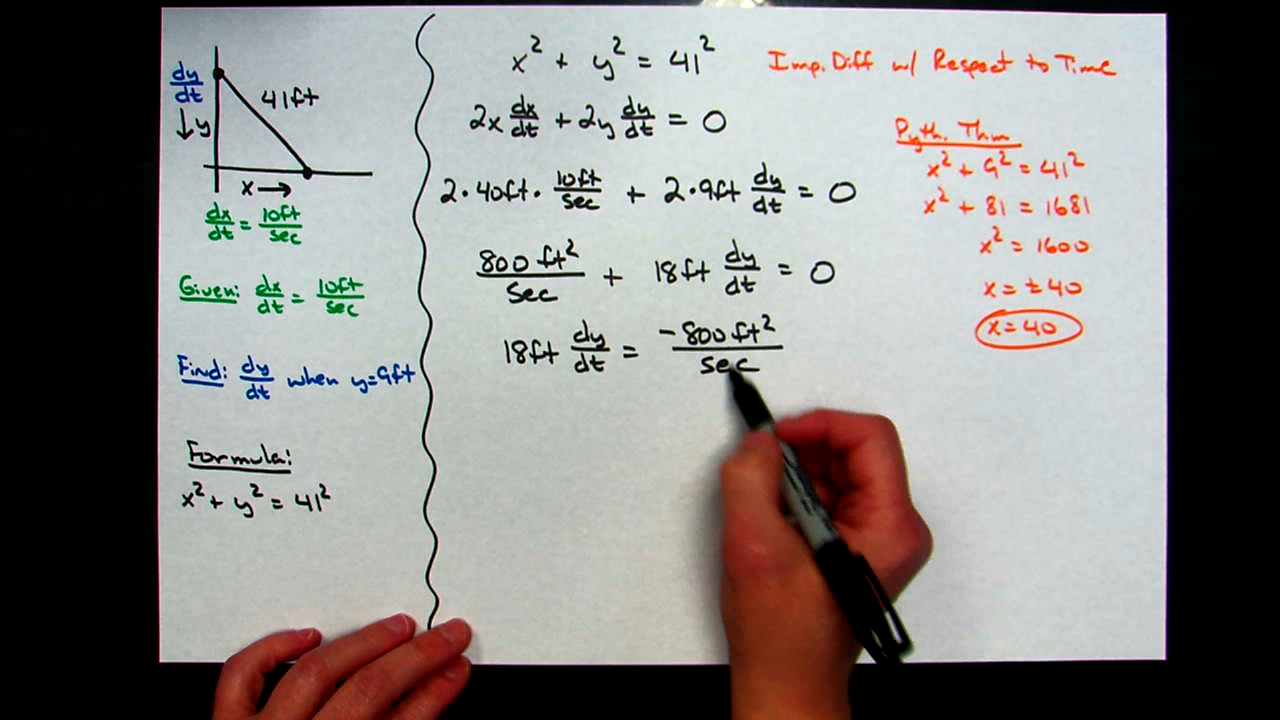 dy/dt
↓y
41ft
x→
dx/dt = 10ft/sec
Given: dx/dt = 10ft/sec
Find: dy/dt when y=9ft
Formula:
x² + y² = 41²
x² + y² = 41²
2x dx/dt + 2y dy/dt = 0
2·40ft· 10ft/sec + 2·9ft dy/dt = 0
800 ft²/sec + 18ft dy/dt = 0
18ft dy/dt = -800 ft²/sec
Imp. Diff w/ Respect to Time
Pyth. Thm
x² + 9² = 41²
x² + 81 = 1681
x² = 1600
x = ±40
x = 40